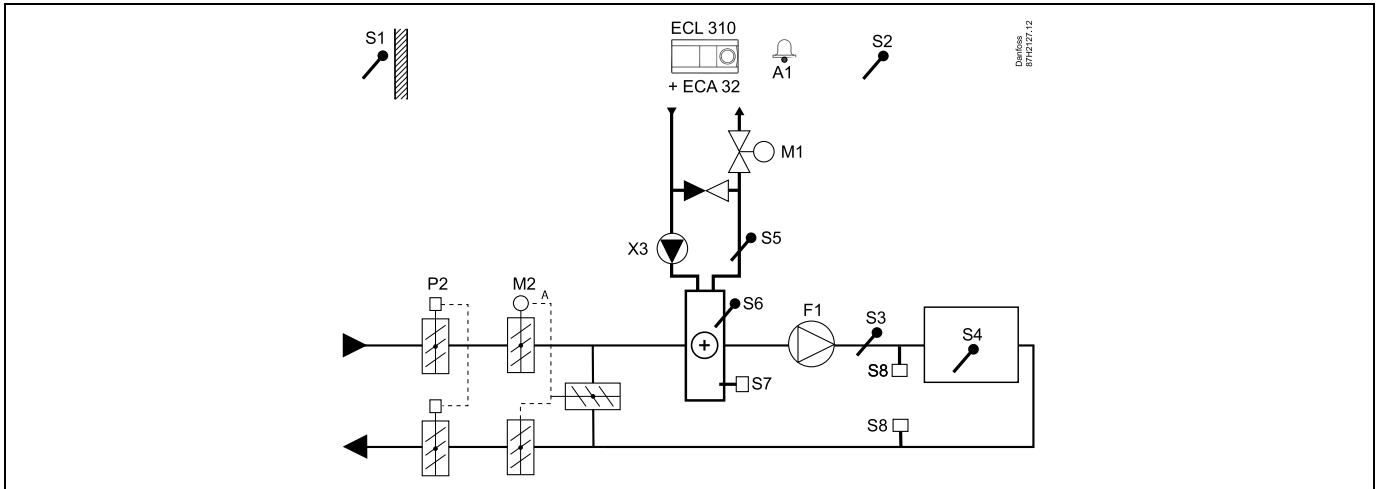 S1
ECL 310
A1
+ ECA 32
S2
Danfoss
87H2127.12
M1
X3
S5
P2
M2
A
S6
F1
S3
S4
S8
S7
S8